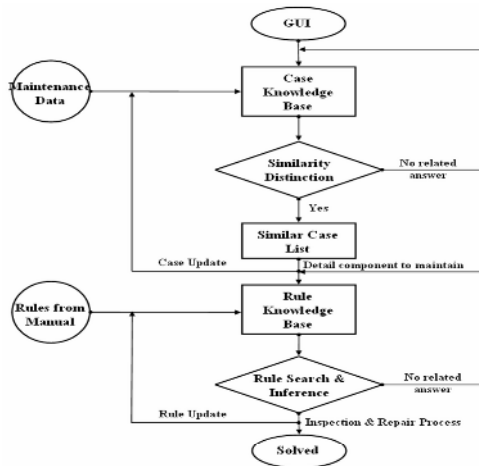 GUI
Maintenance
Data
Case
Knowledge
Base
Similarity
Distinction
No related
answer
Yes
Similar Case
List
Case Update
Detail component to maintain
Rules from
Manual
Rule
Knowledge
Base
Rule Search &
Inference
No related
answer
Rule Update
Inspection & Repair Process
Solved